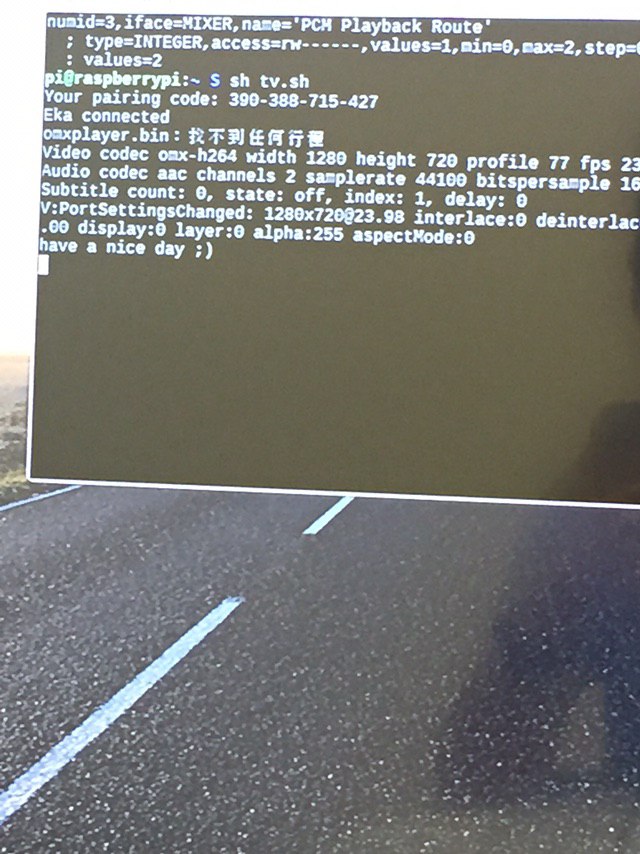 numid=3,iface=MIXER,name='PCM Playback Route'
; type=INTEGER,access=rw------,values=1,min=0,max=2,step=0
: values=2
pi@raspberrypi:~ $ sh tv.sh
Your pairing code: 390-388-715-427
Eka connected
omxplayer.bin：找不到任何行程
Video codec omx-h264 width 1280 height 720 profile 77 fps 23
Audio codec aac channels 2 samplerate 44100 bitspersample 16
Subtitle count: 0, state: off, index: 1, delay: 0
V:PortSettingsChanged: 1280x720@23.98 interlace:0 deinterlac
.00 display:0 layer:0 alpha:255 aspectMode:0
have a nice day ;)